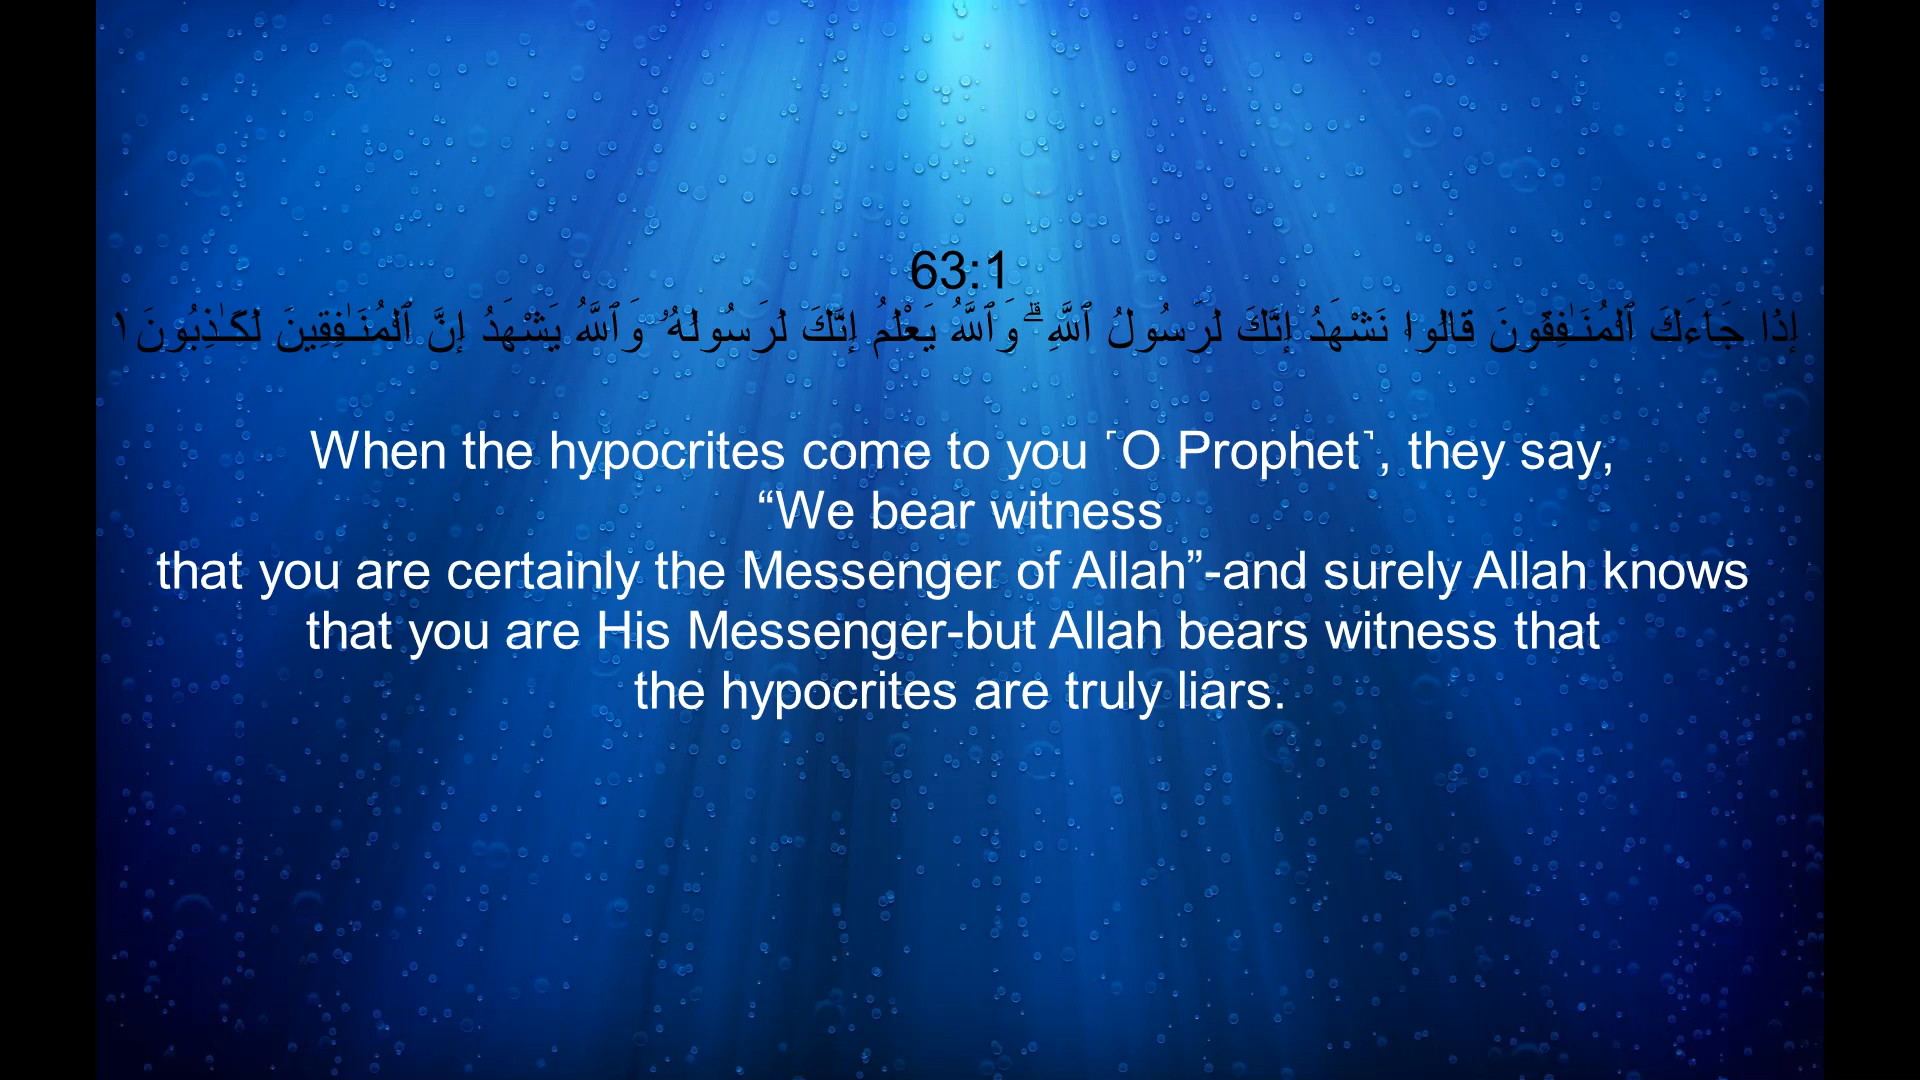 63:1
إِذَا جَآءَكَ ٱلْمُنَـٰفِقُونَ قَالُوا۟ نَشْهَدُ إِنَّكَ لَرَسُولُ ٱللَّهِ ۗ وَٱللَّهُ يَعْلَمُ إِنَّكَ لَرَسُولُهُۥ وَٱللَّهُ يَشْهَدُ إِنَّ ٱلْمُنَـٰفِقِينَ لَكَـٰذِبُونَ ١
When the hypocrites come to you ˹O Prophet˺, they say,
“We bear witness
that you are certainly the Messenger of Allah”-and surely Allah knows
that you are His Messenger-but Allah bears witness that
the hypocrites are truly liars.